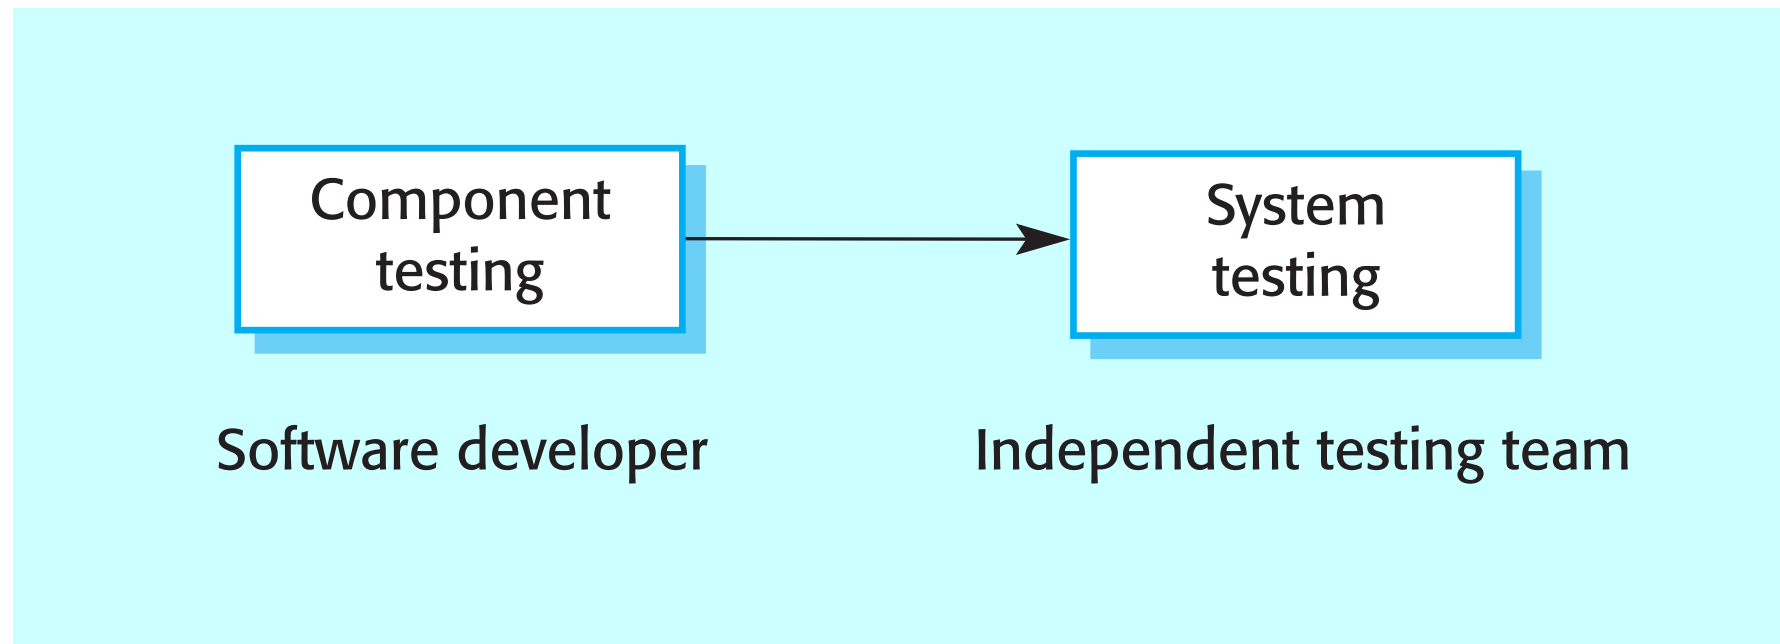 Component
testing
System
testing
Software developer
Independent testing team